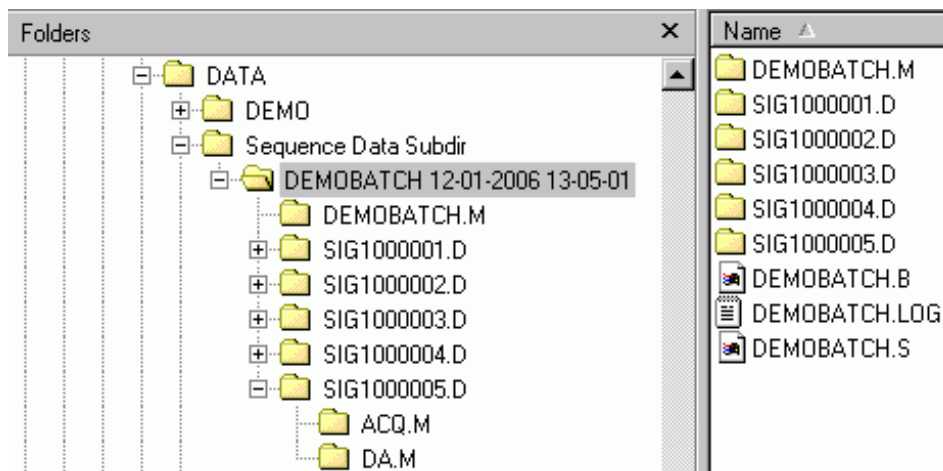 Folders
DATA
DEMO
Sequence Data Subdir
DEMOBATCH 12-01-2006 13-05-01
DEMOBATCH.M
SIG1000001.D
SIG1000002.D
SIG1000003.D
SIG1000004.D
SIG1000005.D
ACQ.M
DA.M
Name
DEMOBATCH.M
SIG1000001.D
SIG1000002.D
SIG1000003.D
SIG1000004.D
SIG1000005.D
DEMOBATCH.B
DEMOBATCH.LOG
DEMOBATCH.S